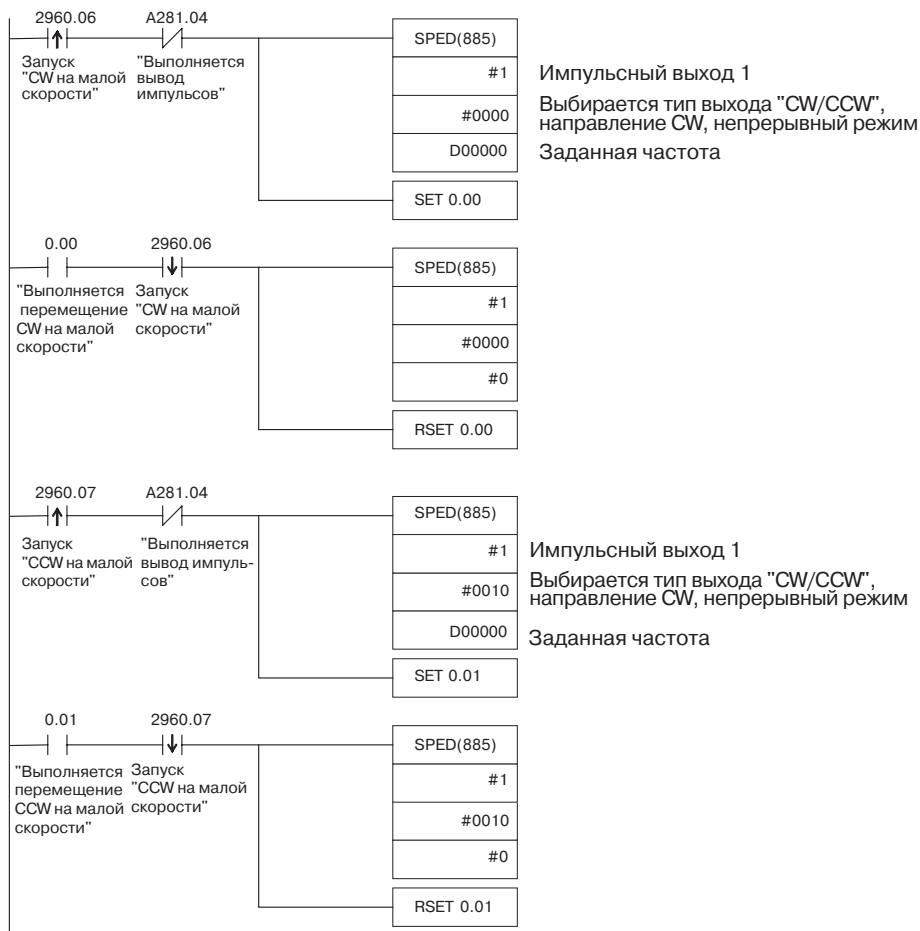 2960.06 A281.04
SPED(885)
Запуск "Выполняется
"CW на малой вывод
скорости" импульсов"
#1 Импульсный выход 1
#0000 Выбирается тип выхода "CW/CCW",
направление CW, непрерывный режим
D00000 Заданная частота
SET 0.00
0.00 2960.06
SPED(885)
"Выполняется Запуск
перемещение "CW на малой
CW на малой скорости"
скорости"
#1
#0000
#0
RSET 0.00
2960.07 A281.04
SPED(885)
Запуск "Выполняется
"CCW на малой вывод импуль-
скорости" сов"
#1 Импульсный выход 1
#0010 Выбирается тип выхода "CW/CCW",
направление CW, непрерывный режим
D00000 Заданная частота
SET 0.01
0.01 2960.07
SPED(885)
"Выполняется Запуск
перемещение "CCW на малой
CCW на малой скорости"
скорости"
#1
#0010
#0
RSET 0.01